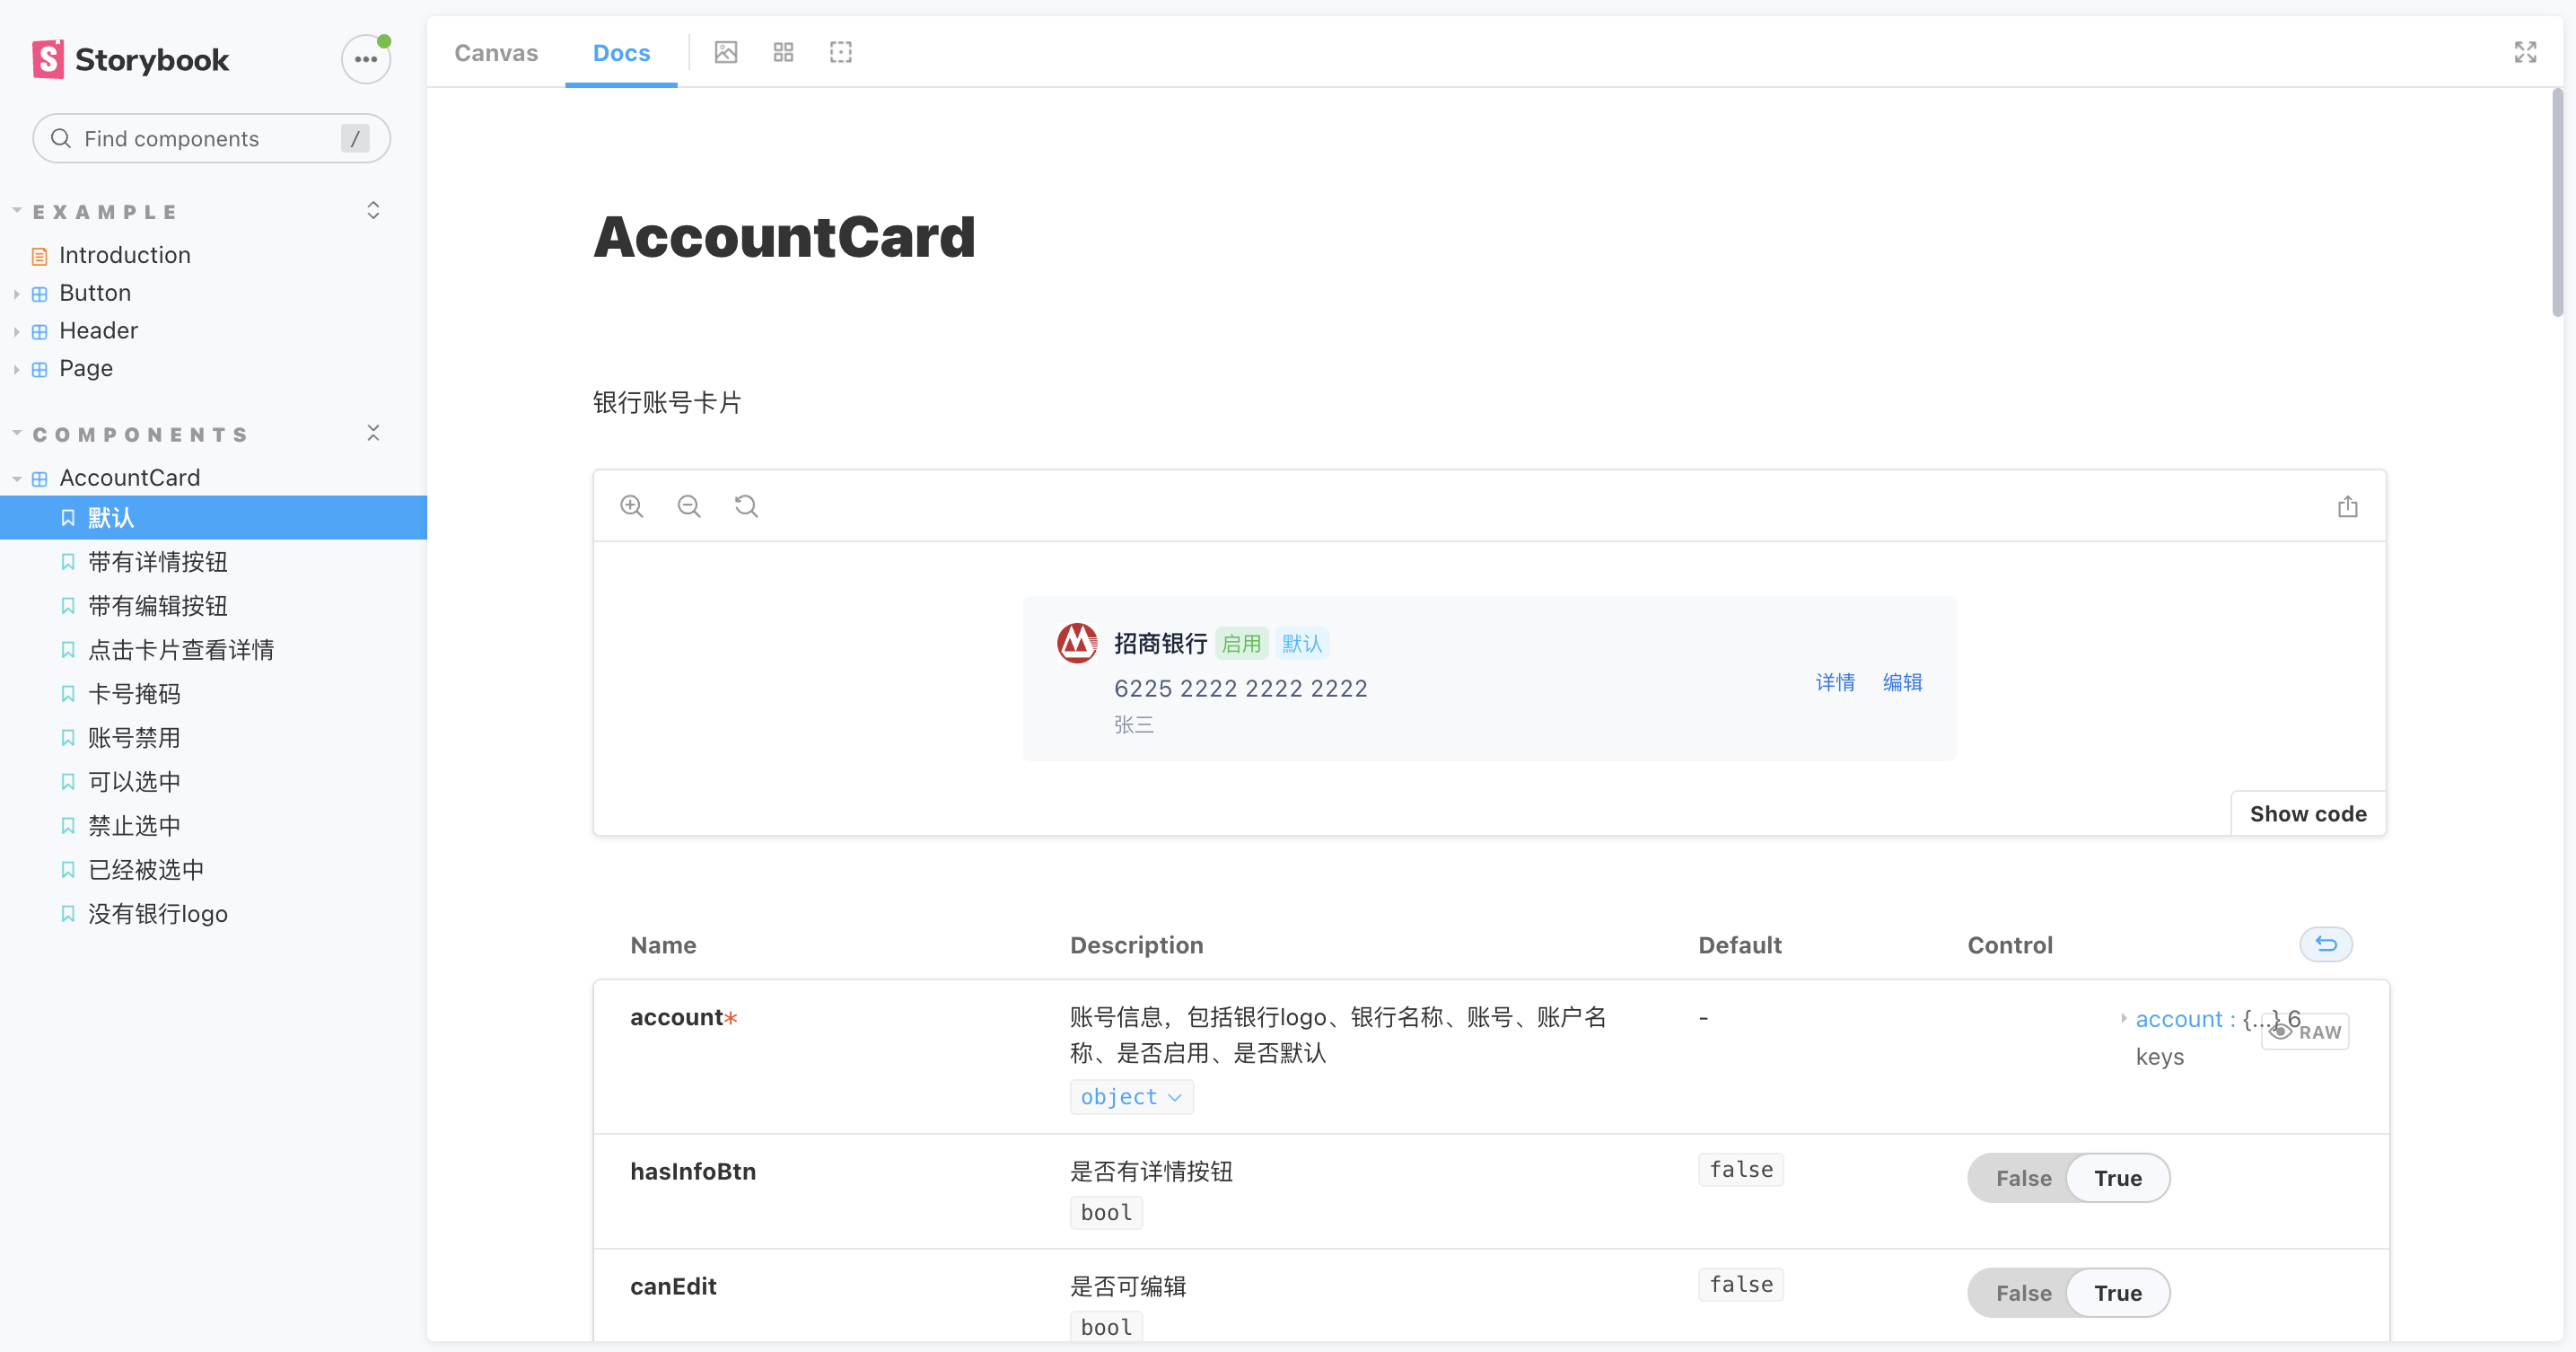 Storybook
Find components /
EXAMPLE
Introduction
Button
Header
Page
COMPONENTS
AccountCard
默认
带有详情按钮
带有编辑按钮
点击卡片查看详情
卡号掩码
账号禁用
可以选中
禁止选中
已经被选中
没有银行logo
Canvas Docs
AccountCard
银行账号卡片
招商银行 启用 默认
6225 2222 2222 2222
张三
详情 编辑
Show code
Name Description Default Control
account* 账号信息，包括银行logo、银行名称、账号、账户名 - account : {...} 6
称、是否启用、是否默认 keys
RAW
object
hasInfoBtn 是否有详情按钮 false False True
bool
canEdit 是否可编辑 false False True
bool